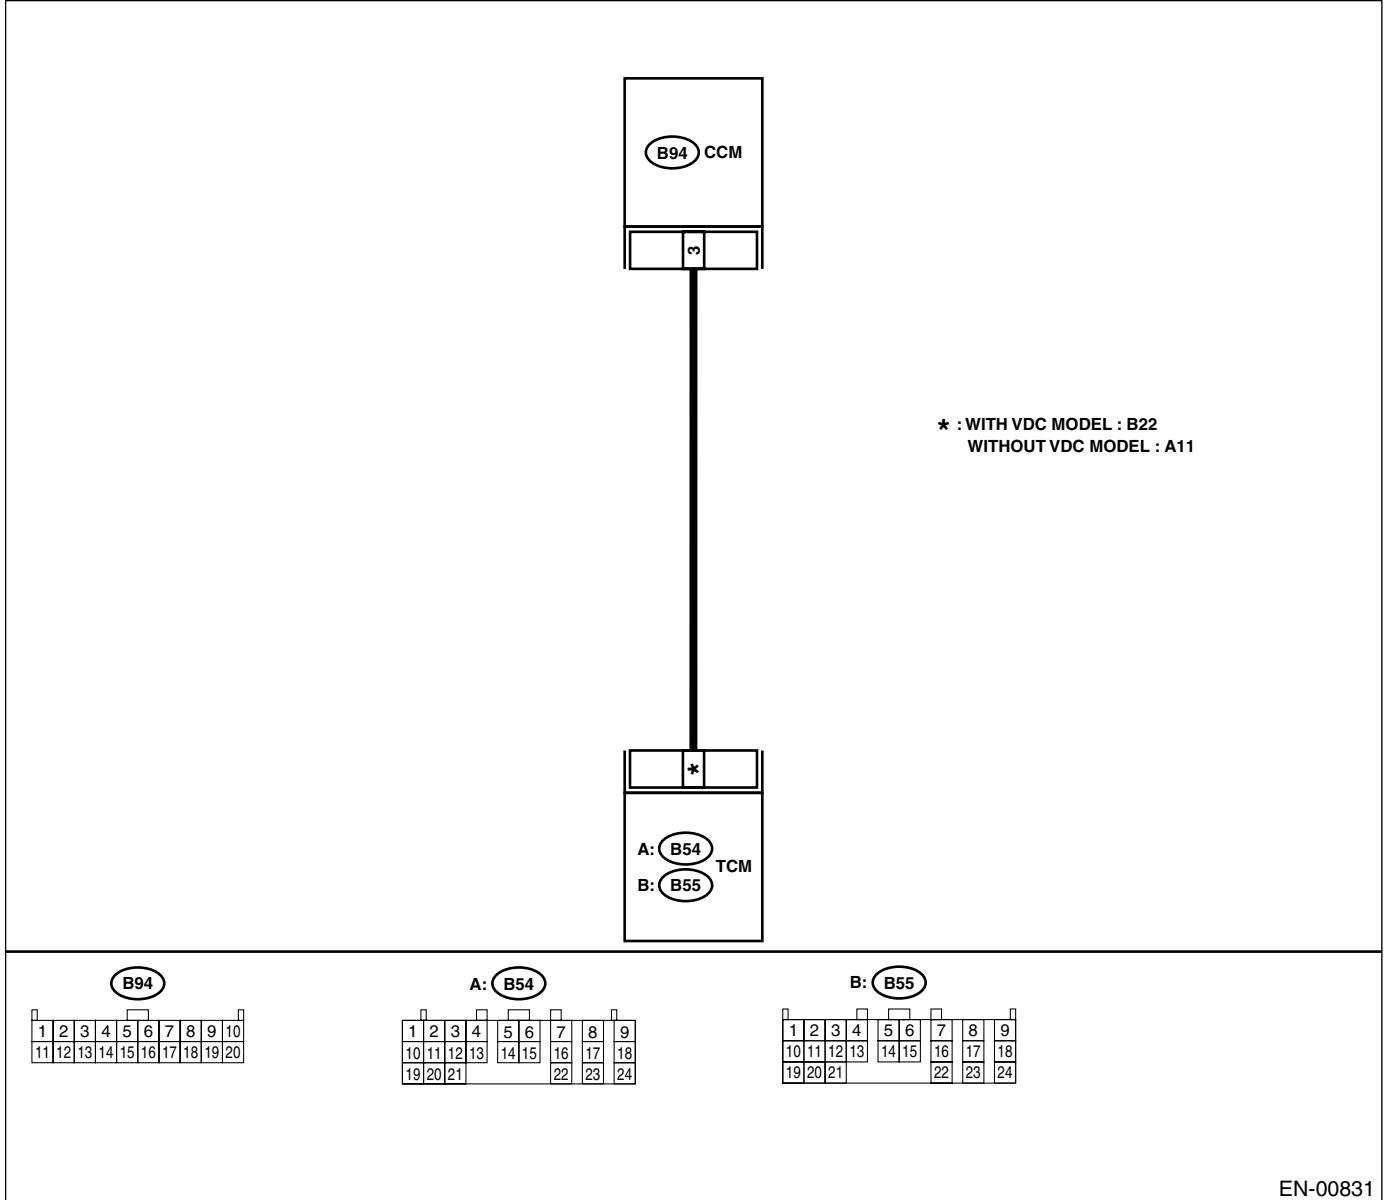 B94 CCM
3
* : WITH VDC MODEL : B22
WITHOUT VDC MODEL : A11
*
A: B54
TCM
B: B55
B94
1 2 3 4 5 6 7 8 9 10
11 12 13 14 15 16 17 18 19 20
A: B54
1 2 3 4 5 6 7 8 9
10 11 12 13 14 15 16 17 18
19 20 21 22 23 24
B: B55
1 2 3 4 5 6 7 8 9
10 11 12 13 14 15 16 17 18
19 20 21 22 23 24
EN-00831